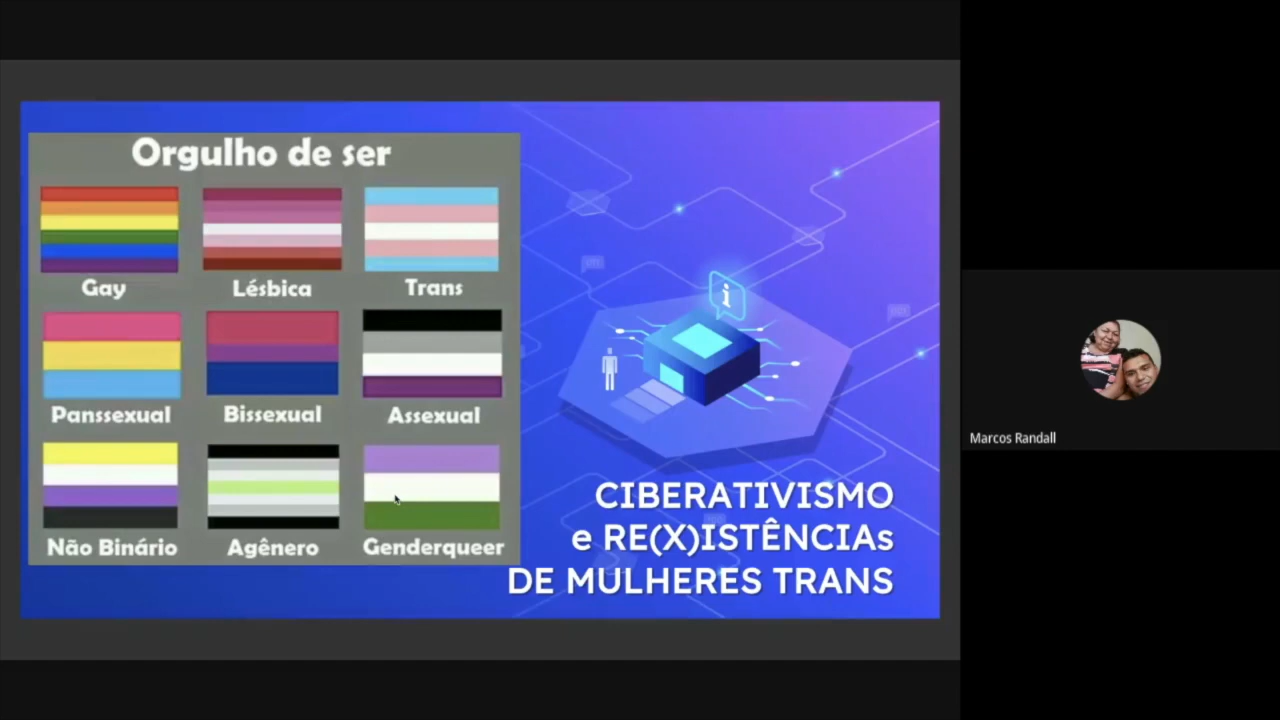 Orgulho de ser
Gay
Lésbica
Trans
Panssexual
Bissexual
Assexual
Não Binário
Agênero
Genderqueer
i
CIBERATIVISMO
e RE(X)ISTÊNCIAs
DE MULHERES TRANS
Marcos Randall